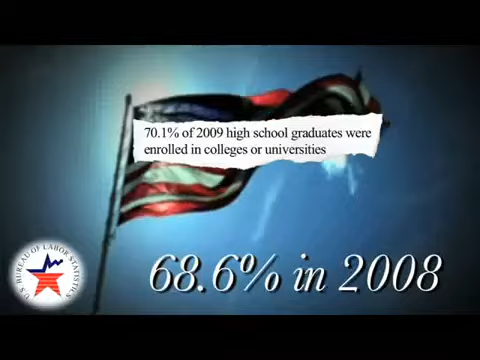 70.1% of 2009 high school graduates were
enrolled in colleges or universities
68.6% in 2008
U.S. BUREAU OF LABOR STATISTICS